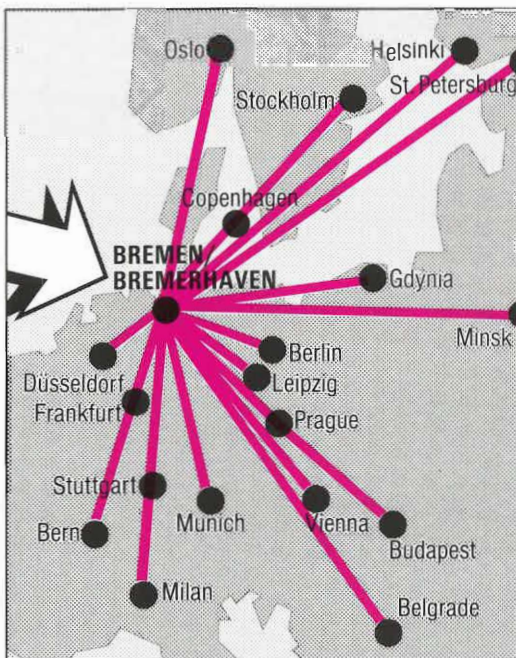 Oslo
Helsinki
St. Petersburg
Stockholm
Copenhagen
BREMEN/
BREMERHAVEN
Gdynia
Minsk
Berlin
Düsseldorf
Leipzig
Frankfurt
Prague
Stuttgart
Munich
Vienna
Bern
Budapest
Milan
Belgrade